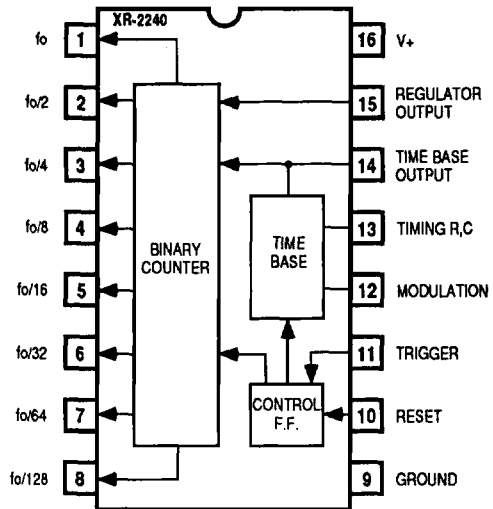 XR-2240
fo 1
fo/2 2
fo/4 3
fo/8 4
fo/16 5
fo/32 6
fo/64 7
fo/128 8
BINARY
COUNTER
TIME
BASE
CONTROL
F.F.
16 V+
15 REGULATOR
OUTPUT
14 TIME BASE
OUTPUT
13 TIMING R,C
12 MODULATION
11 TRIGGER
10 RESET
9 GROUND